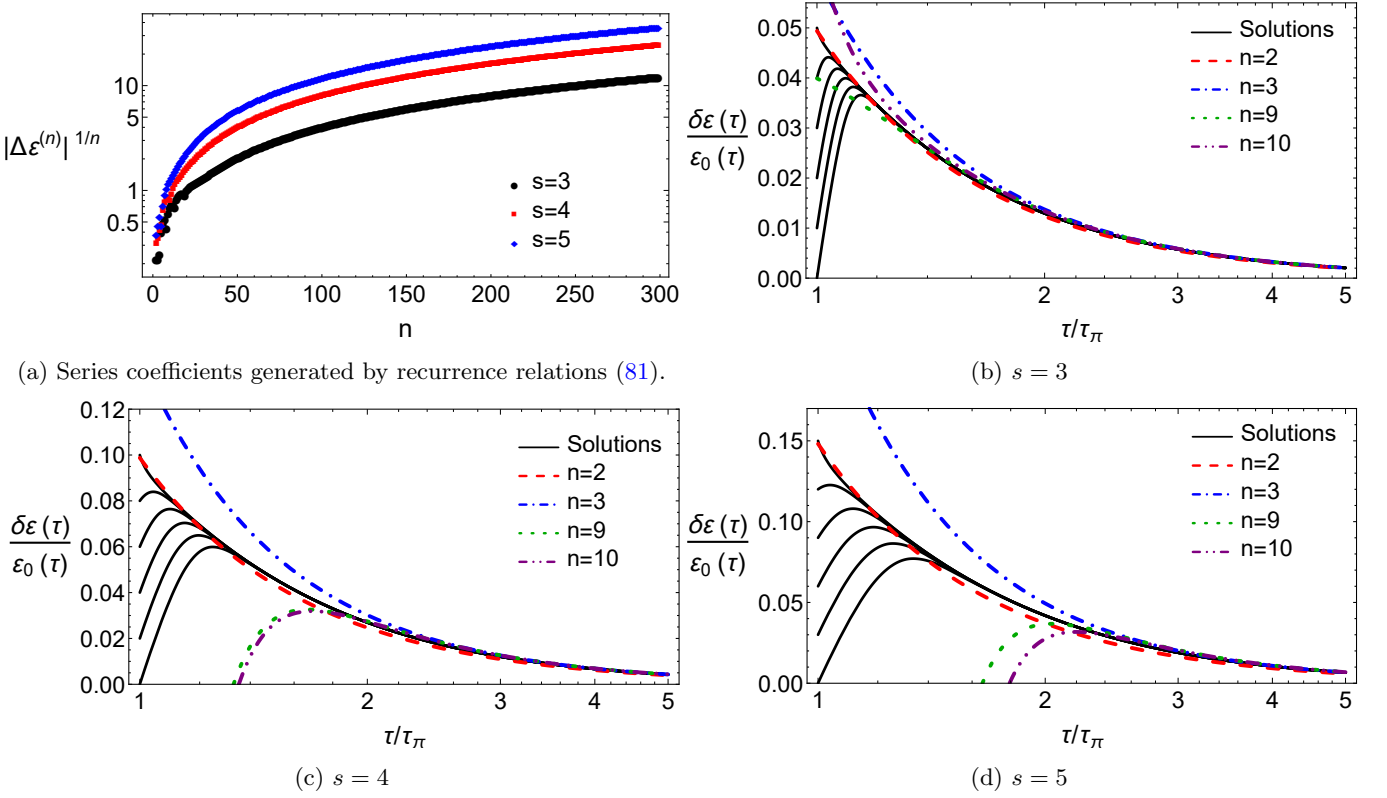 10
5
1
0.5
|Δε^(n)|^1/n
s=3
s=4
s=5
0 50 100 150 200 250 300
n
(a) Series coefficients generated by recurrence relations (81).
0.05
0.04
0.03
0.02
0.01
0.00
δε(τ)
ε₀(τ)
Solutions
n=2
n=3
n=9
n=10
1 2 3 4 5
τ/τ_π
(b) s = 3
0.12
0.10
0.08
0.06
0.04
0.02
0.00
δε(τ)
ε₀(τ)
Solutions
n=2
n=3
n=9
n=10
1 2 3 4 5
τ/τ_π
(c) s = 4
0.15
0.10
0.05
0.00
δε(τ)
ε₀(τ)
Solutions
n=2
n=3
n=9
n=10
1 2 3 4 5
τ/τ_π
(d) s = 5